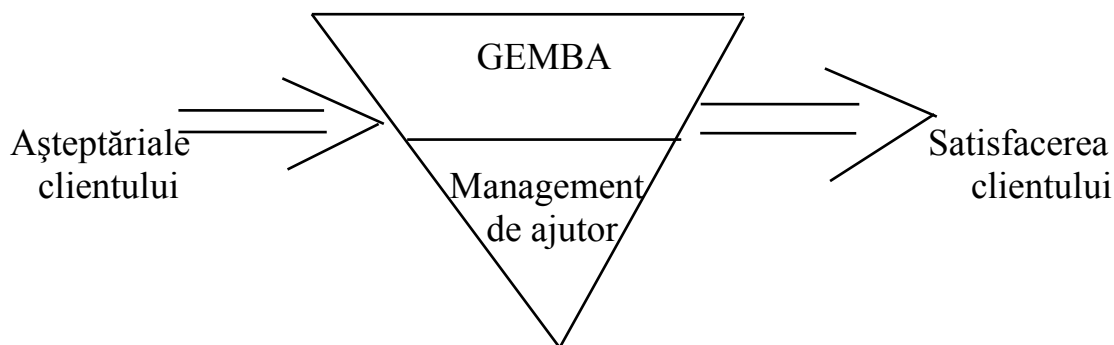 GEMBA
Aşteptăriale
clientului
Management
de ajutor
Satisfacerea
clientului